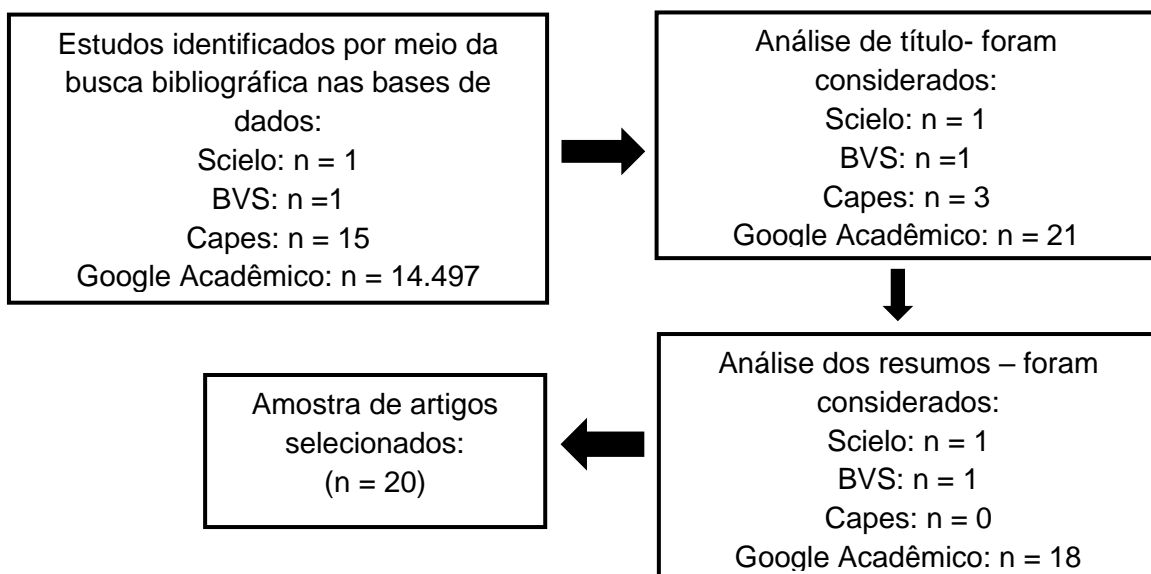 Estudos identificados por meio da
busca bibliográfica nas bases de
dados:
Scielo: n = 1
BVS: n =1
Capes: n = 15
Google Acadêmico: n = 14.497
Análise de título- foram
considerados:
Scielo: n = 1
BVS: n =1
Capes: n = 3
Google Acadêmico: n = 21
Análise dos resumos – foram
considerados:
Scielo: n = 1
BVS: n = 1
Capes: n = 0
Google Acadêmico: n = 18
Amostra de artigos
selecionados:
(n = 20)